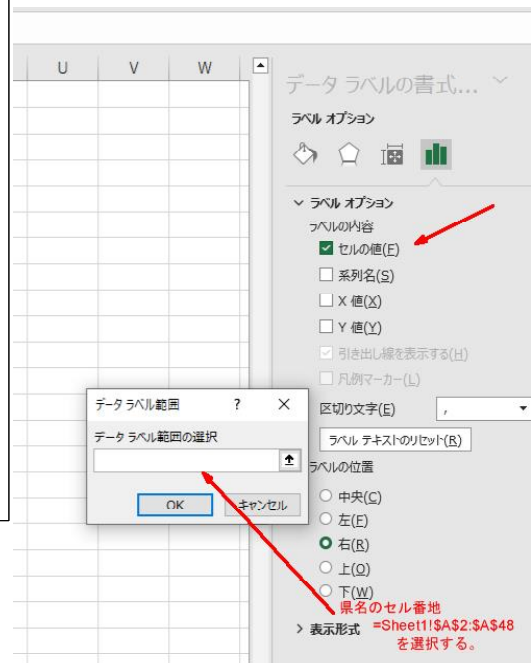 U V W
データ ラベルの書式...
ラベル オプション
ラベル オプション
ラベルの内容
セルの値(F)
系列名(S)
X 値(X)
Y 値(Y)
引き出し線を表示する(H)
凡例マーカー(L)
区切り文字(E) ,
ラベル テキストのリセット(R)
ラベルの位置
中央(C)
左(F)
右(R)
上(O)
下(W)
表示形式
データ ラベル範囲 ? ×
データ ラベル範囲の選択
OK キャンセル
県名のセル番地
=Sheet1!$A$2:$A$48
を選択する。